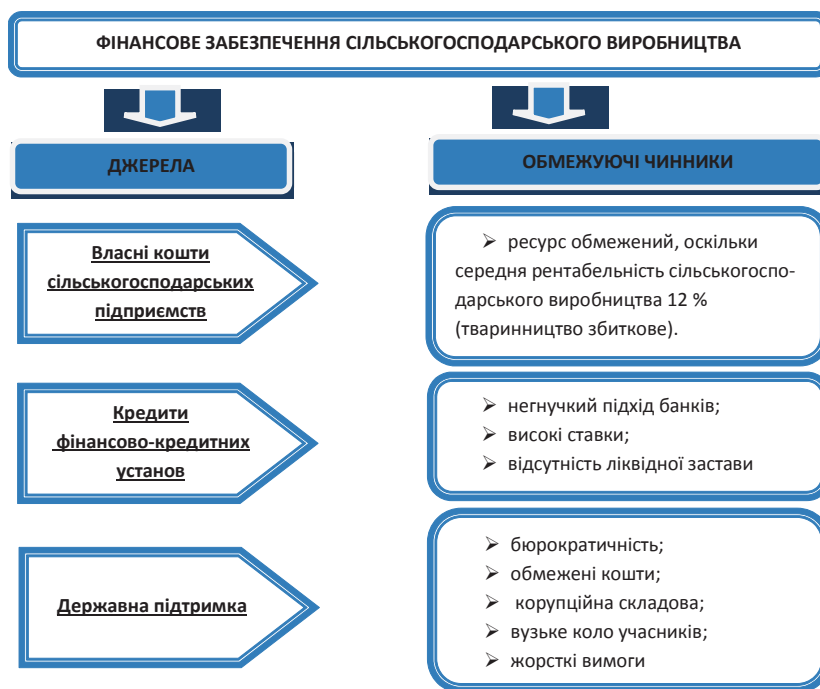 ФІНАНСОВЕ ЗАБЕЗПЕЧЕННЯ СІЛЬСЬКОГОСПОДАРСЬКОГО ВИРОБНИЦТВА
ДЖЕРЕЛА
ОБМЕЖУЮЧІ ЧИННИКИ
Власні кошти
сільськогосподарських
підприємств
➢ ресурс обмежений, оскільки
середня рентабельність сільськогоспо-
дарського виробництва 12 %
(тваринництво збиткове).
Кредити
фінансово-кредитних
установ
➢ негнучкий підхід банків;
➢ високі ставки;
➢ відсутність ліквідної застави
Державна підтримка
➢ бюрократичність;
➢ обмежені кошти;
➢ корупційна складова;
➢ вузьке коло учасників;
➢ жорсткі вимоги